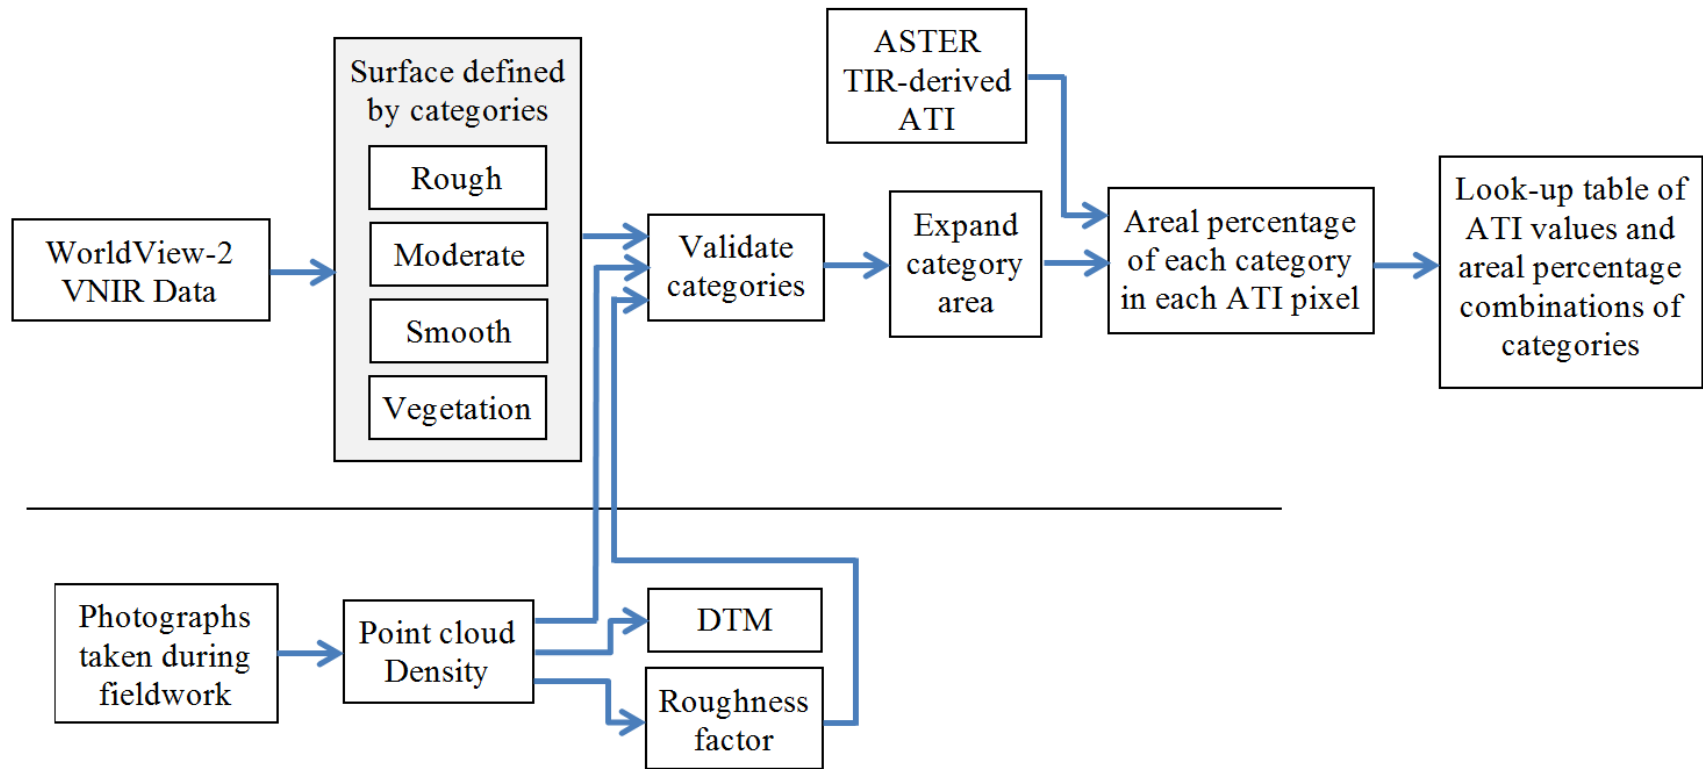 WorldView-2
VNIR Data
Surface defined
by categories
Rough
Moderate
Smooth
Vegetation
Validate
categories
Expand
category
area
ASTER
TIR-derived
ATI
Areal percentage
of each category
in each ATI pixel
Look-up table of
ATI values and
areal percentage
combinations of
categories
Photographs
taken during
fieldwork
Point cloud
Density
DTM
Roughness
factor